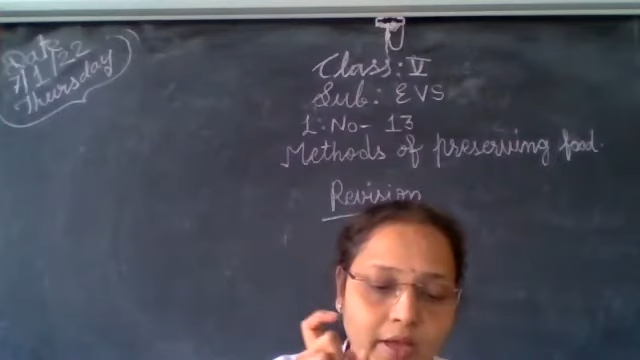 Date
7/1/22
Thursday
Class: V
Sub: EVS
L: No- 13
Methods of preserving food.
Revision